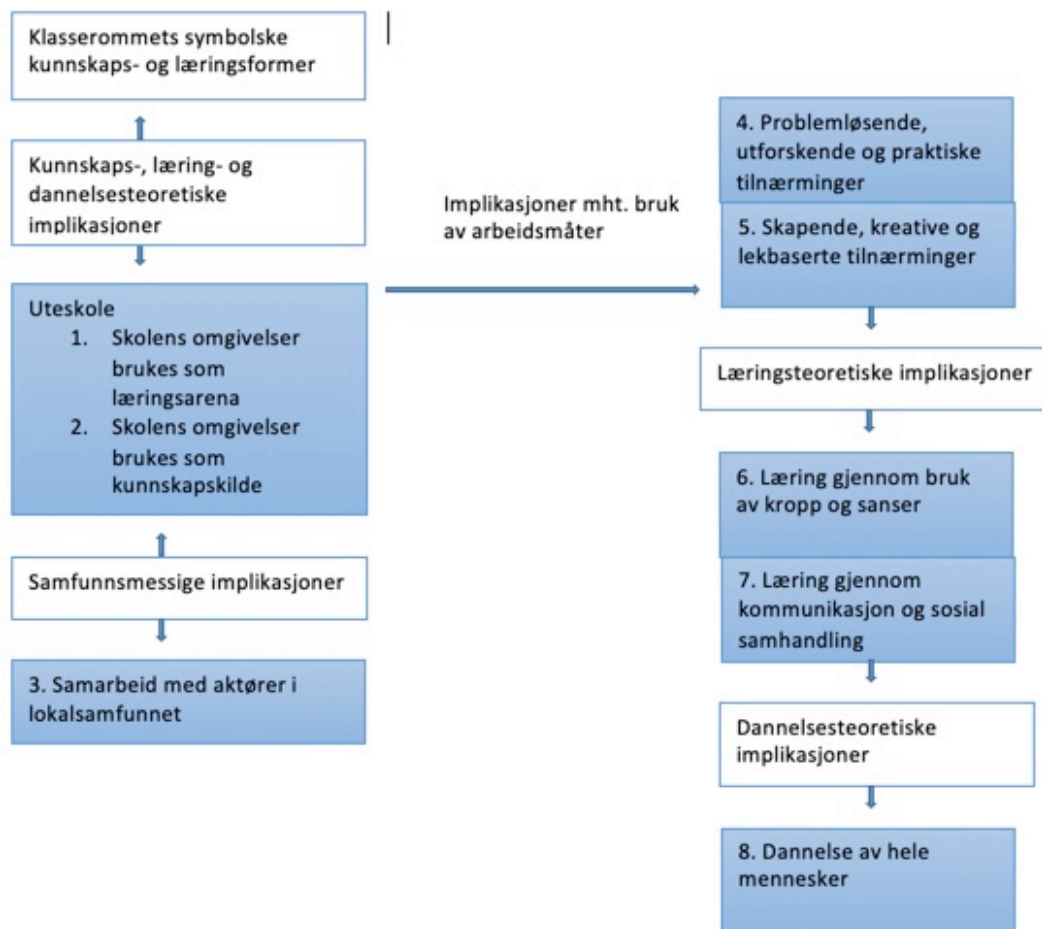 Klasserommets symbolske
kunnskaps- og læringsformer
Kunnskaps-, læring- og
dannelsesteoretiske
implikasjoner
Uteskole
1. Skolens omgivelser
brukes som
læringsarena
2. Skolens omgivelser
brukes som
kunnskapskilde
Samfunnsmessige implikasjoner
3. Samarbeid med aktører i
lokalsamfunnet
Implikasjoner mht. bruk
av arbeidsmåter
4. Problemløsende,
utforskende og praktiske
tilnærminger
5. Skapende, kreative og
lekbaserte tilnærminger
Læringsteoretiske implikasjoner
6. Læring gjennom bruk
av kropp og sanser
7. Læring gjennom
kommunikasjon og sosial
samhandling
Dannelsesteoretiske
implikasjoner
8. Dannelse av hele
mennesker